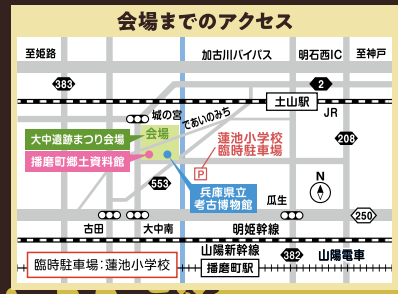 会場までのアクセス
至姫路
加古川バイパス
明石西IC
至神戸
383
2
土山駅
JR
城の宮
であいのみち
208
大中遺跡まつり会場
会場
蓮池小学校
臨時駐車場
播磨町郷土資料館
P
553
兵庫県立
考古博物館
瓜生
N
250
古田
大中南
明姫幹線
山陽新幹線
382
山陽電車
臨時駐車場:蓮池小学校
播磨町駅